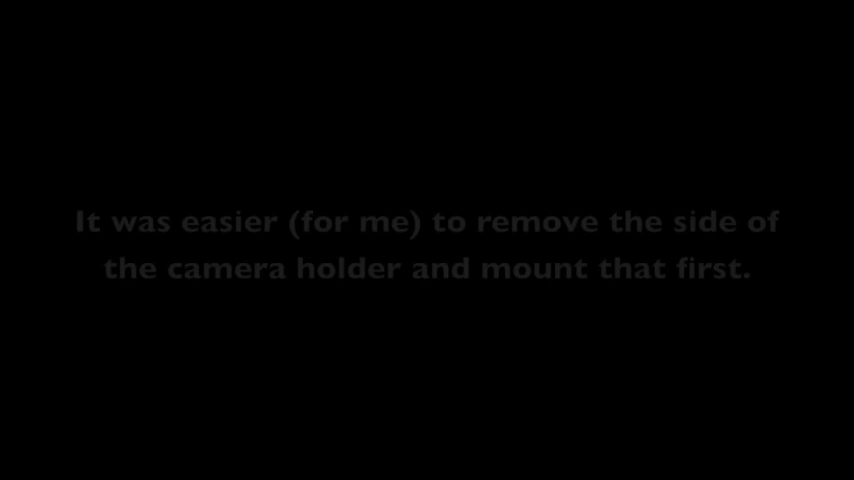 It was easier (for me) to remove the side of
the camera holder and mount that first.